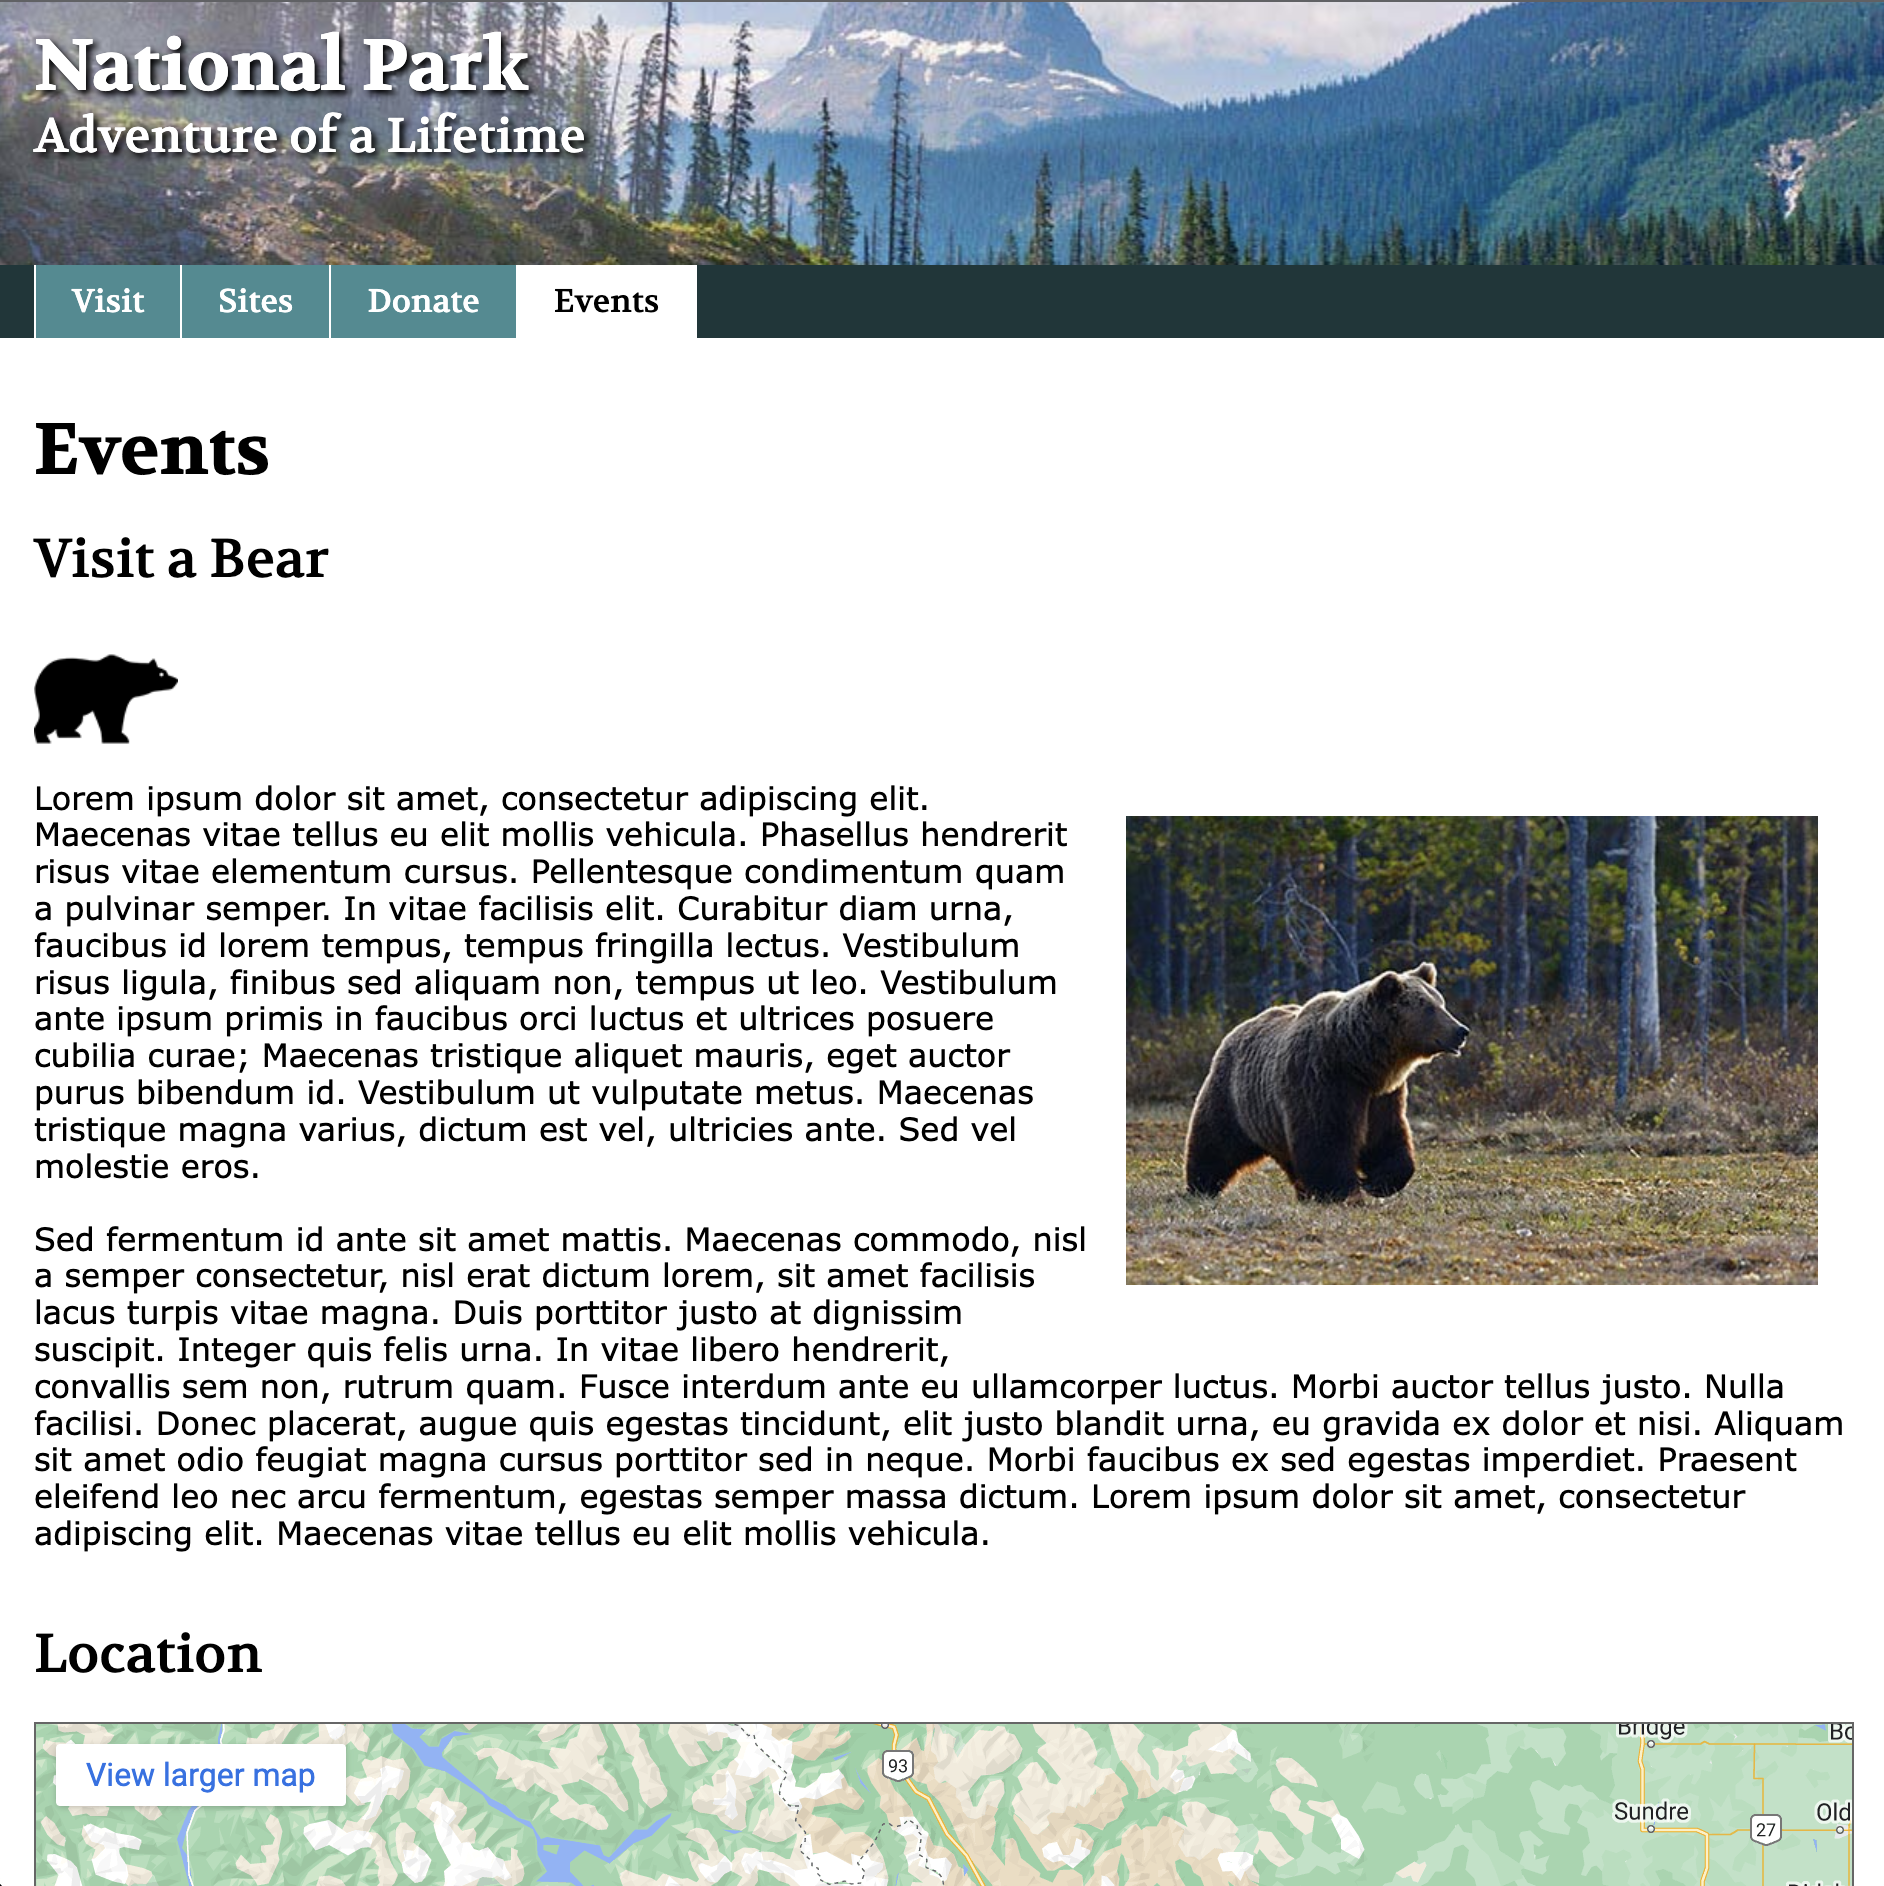 National Park
Adventure of a Lifetime
Visit
Sites
Donate
Events
Events
Visit a Bear
Lorem ipsum dolor sit amet, consectetur adipiscing elit.
Maecenas vitae tellus eu elit mollis vehicula. Phasellus hendrerit
risus vitae elementum cursus. Pellentesque condimentum quam
a pulvinar semper. In vitae facilisis elit. Curabitur diam urna,
faucibus id lorem tempus, tempus fringilla lectus. Vestibulum
risus ligula, finibus sed aliquam non, tempus ut leo. Vestibulum
ante ipsum primis in faucibus orci luctus et ultrices posuere
cubilia curae; Maecenas tristique aliquet mauris, eget auctor
purus bibendum id. Vestibulum ut vulputate metus. Maecenas
tristique magna varius, dictum est vel, ultricies ante. Sed vel
molestie eros.
Sed fermentum id ante sit amet mattis. Maecenas commodo, nisl
a semper consectetur, nisl erat dictum lorem, sit amet facilisis
lacus turpis vitae magna. Duis porttitor justo at dignissim
suscipit. Integer quis felis urna. In vitae libero hendrerit,
convallis sem non, rutrum quam. Fusce interdum ante eu ullamcorper luctus. Morbi auctor tellus justo. Nulla
facilisi. Donec placerat, augue quis egestas tincidunt, elit justo blandit urna, eu gravida ex dolor et nisi. Aliquam
sit amet odio feugiat magna cursus porttitor sed in neque. Morbi faucibus ex sed egestas imperdiet. Praesent
eleifend leo nec arcu fermentum, egestas semper massa dictum. Lorem ipsum dolor sit amet, consectetur
adipiscing elit. Maecenas vitae tellus eu elit mollis vehicula.
Location
Bridge
View larger map
93
Sundre
Old
27